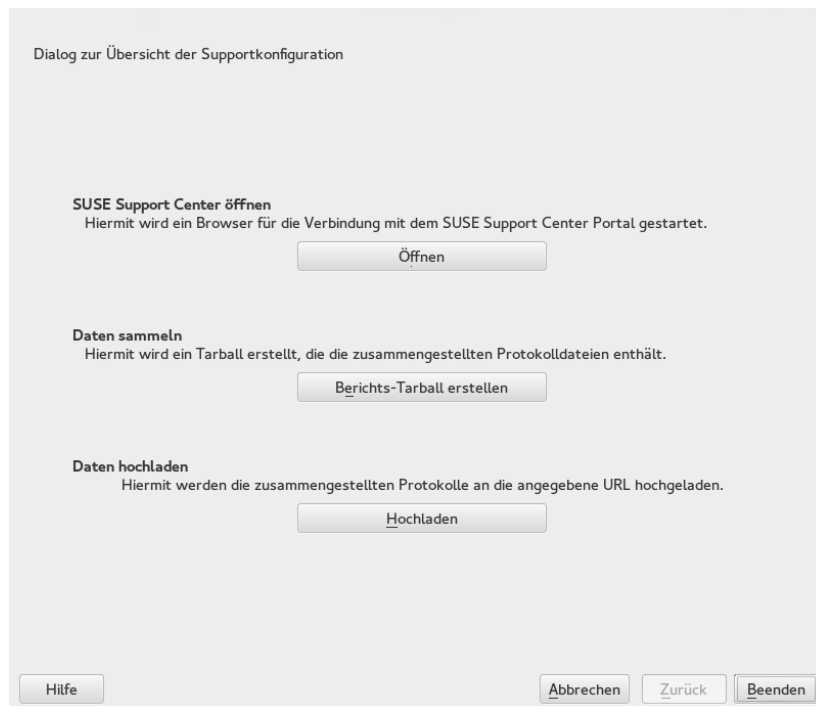 Dialog zur Übersicht der Supportkonfiguration
SUSE Support Center öffnen
Hiermit wird ein Browser für die Verbindung mit dem SUSE Support Center Portal gestartet.
Öffnen
Daten sammeln
Hiermit wird ein Tarball erstellt, die die zusammengestellten Protokolldateien enthält.
Berichts-Tarball erstellen
Daten hochladen
Hiermit werden die zusammengestellten Protokolle an die angegebene URL hochgeladen.
Hochladen
Hilfe Abbrechen Zurück Beenden